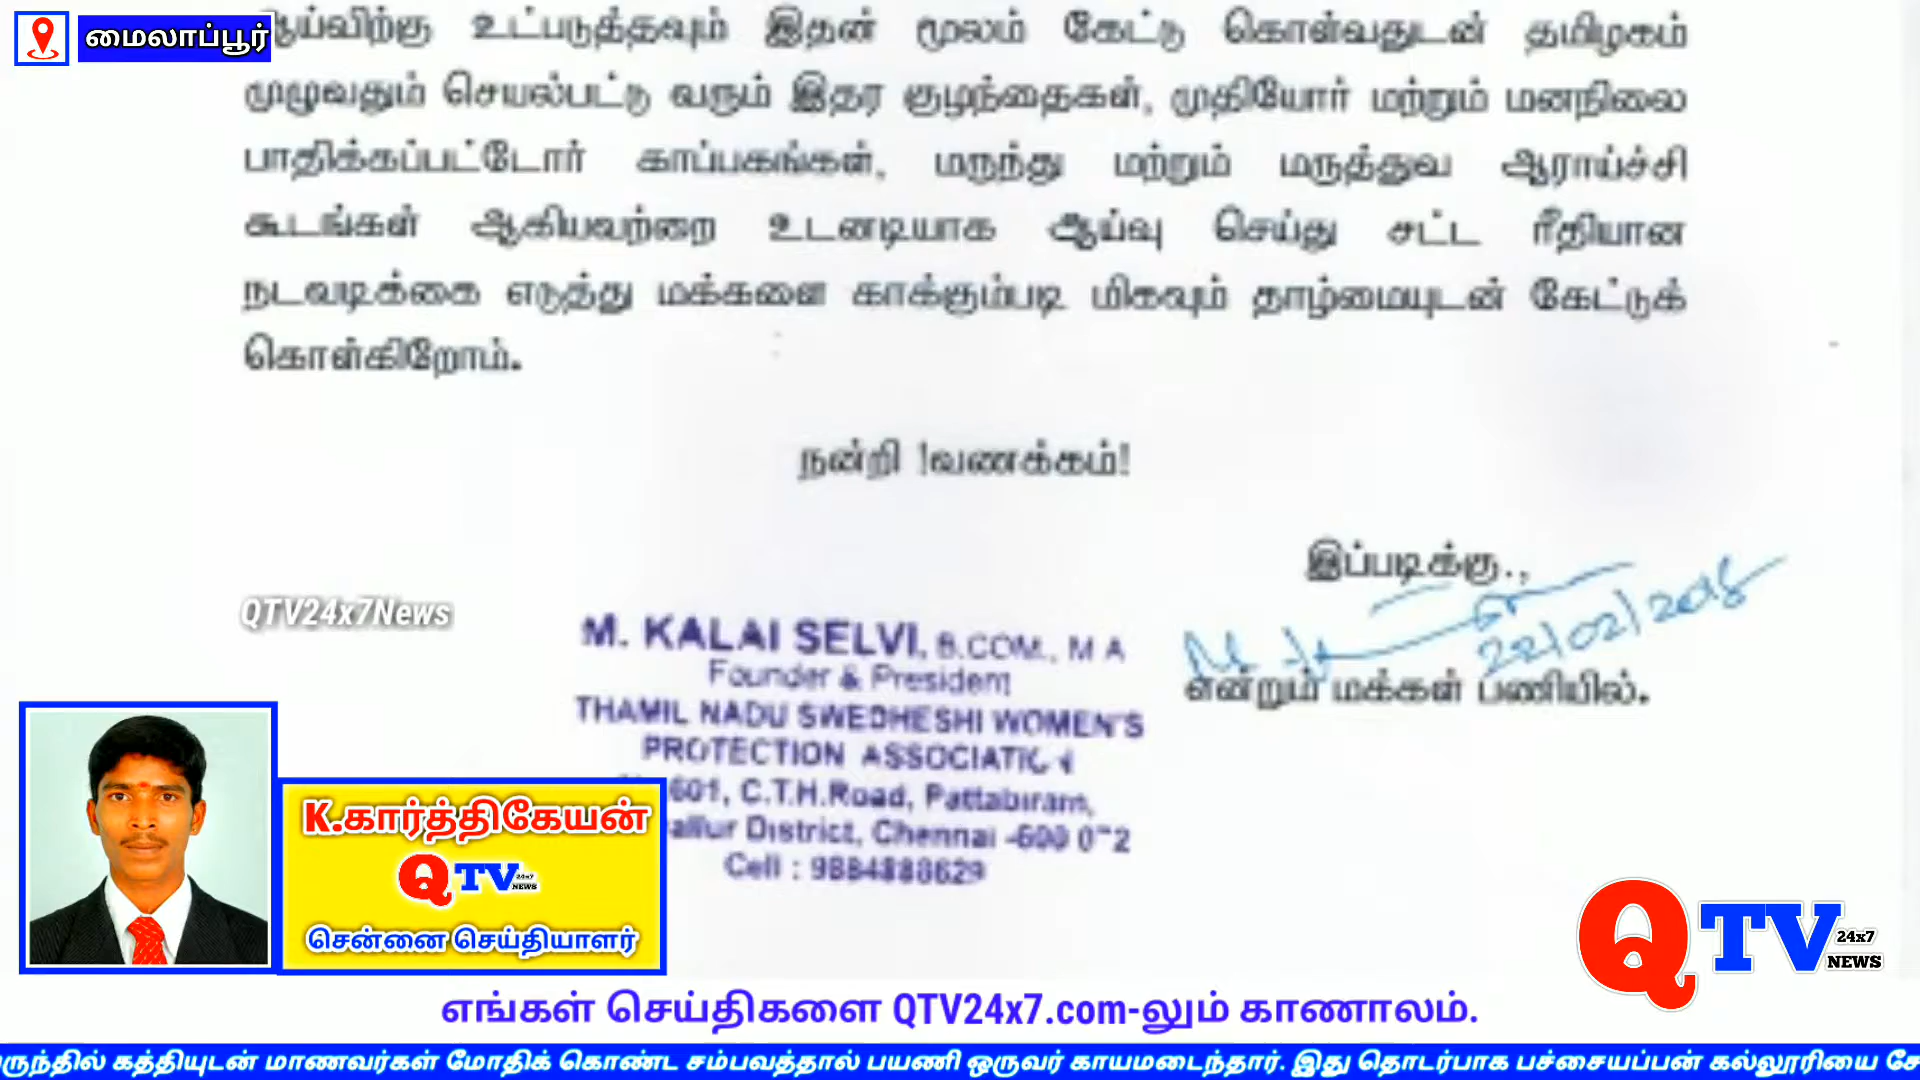 மைலாப்பூர்
ஆய்விற்கு உட்படுத்தவும் இதன் மூலம் கேட்டு கொள்வதுடன் தமிழகம்
முழுவதும் செயல்பட்டு வரும் இதர குழந்தைகள், முதியோர் மற்றும் மனநிலை
பாதிக்கப்பட்டோர் காப்பகங்கள், மருந்து மற்றும் மருத்துவ ஆராய்ச்சி
கூடங்கள் ஆகியவற்றை உடனடியாக ஆய்வு செய்து சட்ட ரீதியான
நடவடிக்கை எடுத்து மக்களை காக்கும்படி மிகவும் தாழ்மையுடன் கேட்டுக்
கொள்கிறோம்.
நன்றி !வணக்கம்!
இப்படிக்கு.,
22/02/2018
என்றும் மக்கள் பணியில்.
QTV24x7News
M. KALAI SELVI, B.COM., M A
Founder & President
THAMIL NADU SWEDHESHI WOMEN'S
PROTECTION ASSOCIATION
601, C.T.H.Road, Pattabiram,
District, Chennai -600 072
Cell : 9884888629
K.கார்த்திகேயன்
QTV 24x7 NEWS
சென்னை செய்தியாளர்
QTV 24x7 NEWS
எங்கள் செய்திகளை QTV24x7.com-லும் காணாலம்.
கத்தியுடன் மாணவர்கள் மோதிக் கொண்ட சம்பவத்தால் பயணி ஒருவர் காயமடைந்தார். இது தொடர்பாக பச்சையப்பன் கல்லூரியை